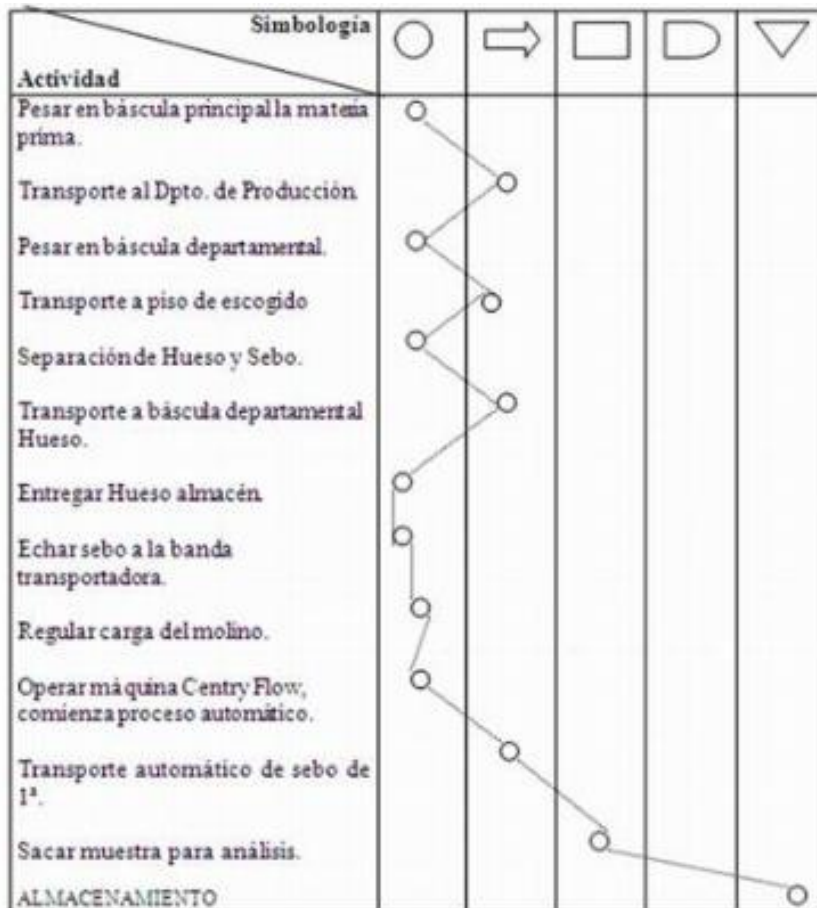 Simbología
Actividad
Pesar en báscula principal la materia
prima.
Transporte al Dpto. de Producción
Pesar en báscula departamental.
Transporte a piso de escogido
Separación de Hueso y Sebo.
Transporte a báscula departamental
Hueso.
Entregar Hueso almacén.
Echar sebo a la banda
transportadora.
Regular carga del molino.
Operar máquina Centry Flow,
comienza proceso automático.
Transporte automático de sebo de
1ª.
Sacar muestra para análisis.
ALMACENAMIENTO